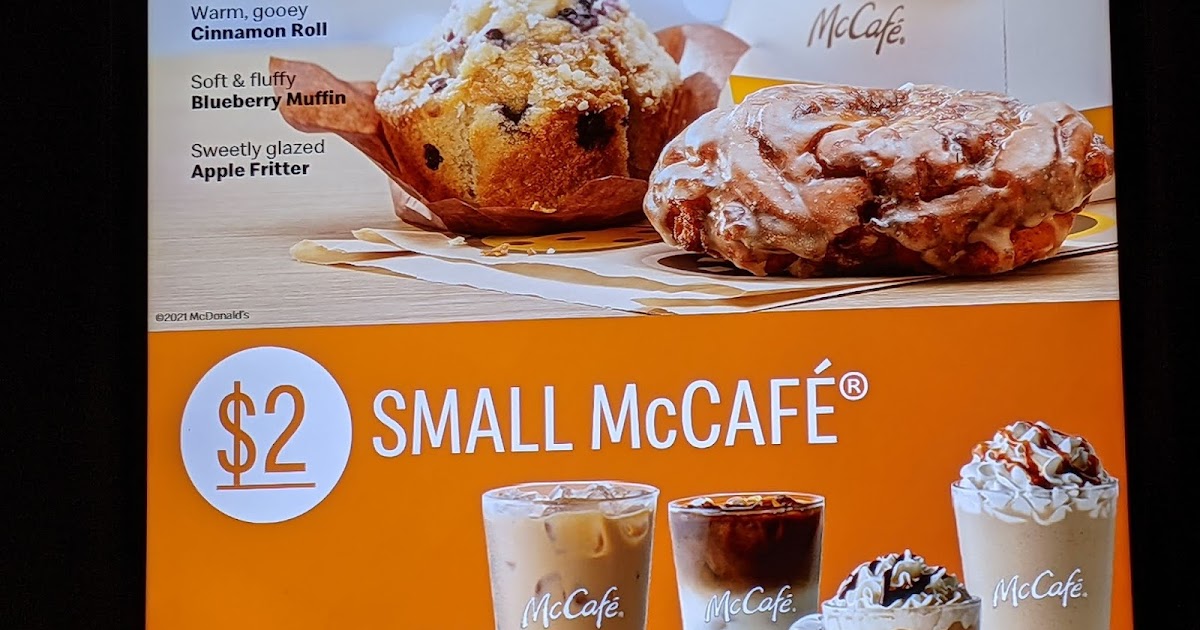 Warm, gooey
Cinnamon Roll
McCafé®
Soft & fluffy
Blueberry Muffin
Sweetly glazed
Apple Fritter
©2021 McDonald's
$2 SMALL McCAFÉ®
McCafé® McCafé® McCafé®